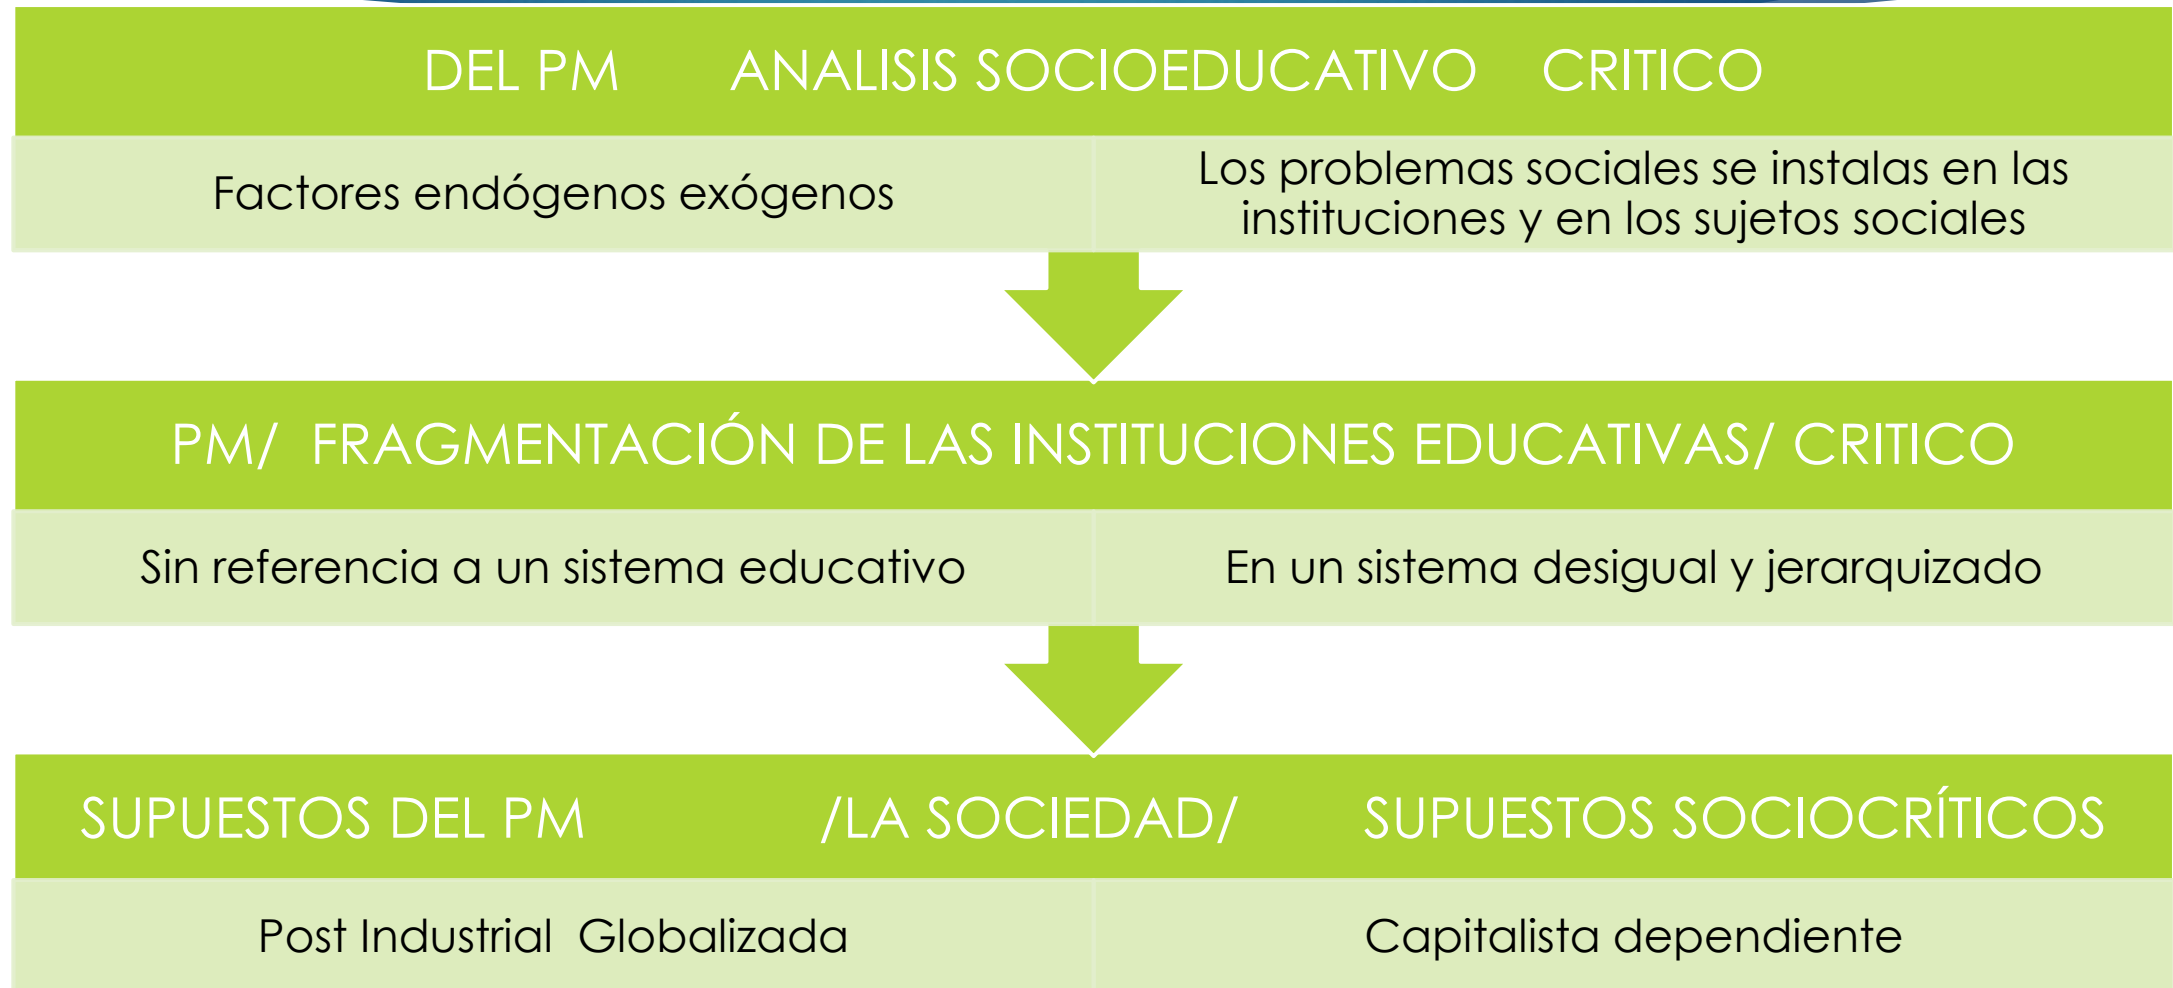 DEL PM ANALISIS SOCIOEDUCATIVO CRITICO
Factores endógenos exógenos
Los problemas sociales se instalas en las
instituciones y en los sujetos sociales
PM/ FRAGMENTACIÓN DE LAS INSTITUCIONES EDUCATIVAS/ CRITICO
Sin referencia a un sistema educativo
En un sistema desigual y jerarquizado
SUPUESTOS DEL PM /LA SOCIEDAD/ SUPUESTOS SOCIOCRÍTICOS
Post Industrial Globalizada
Capitalista dependiente